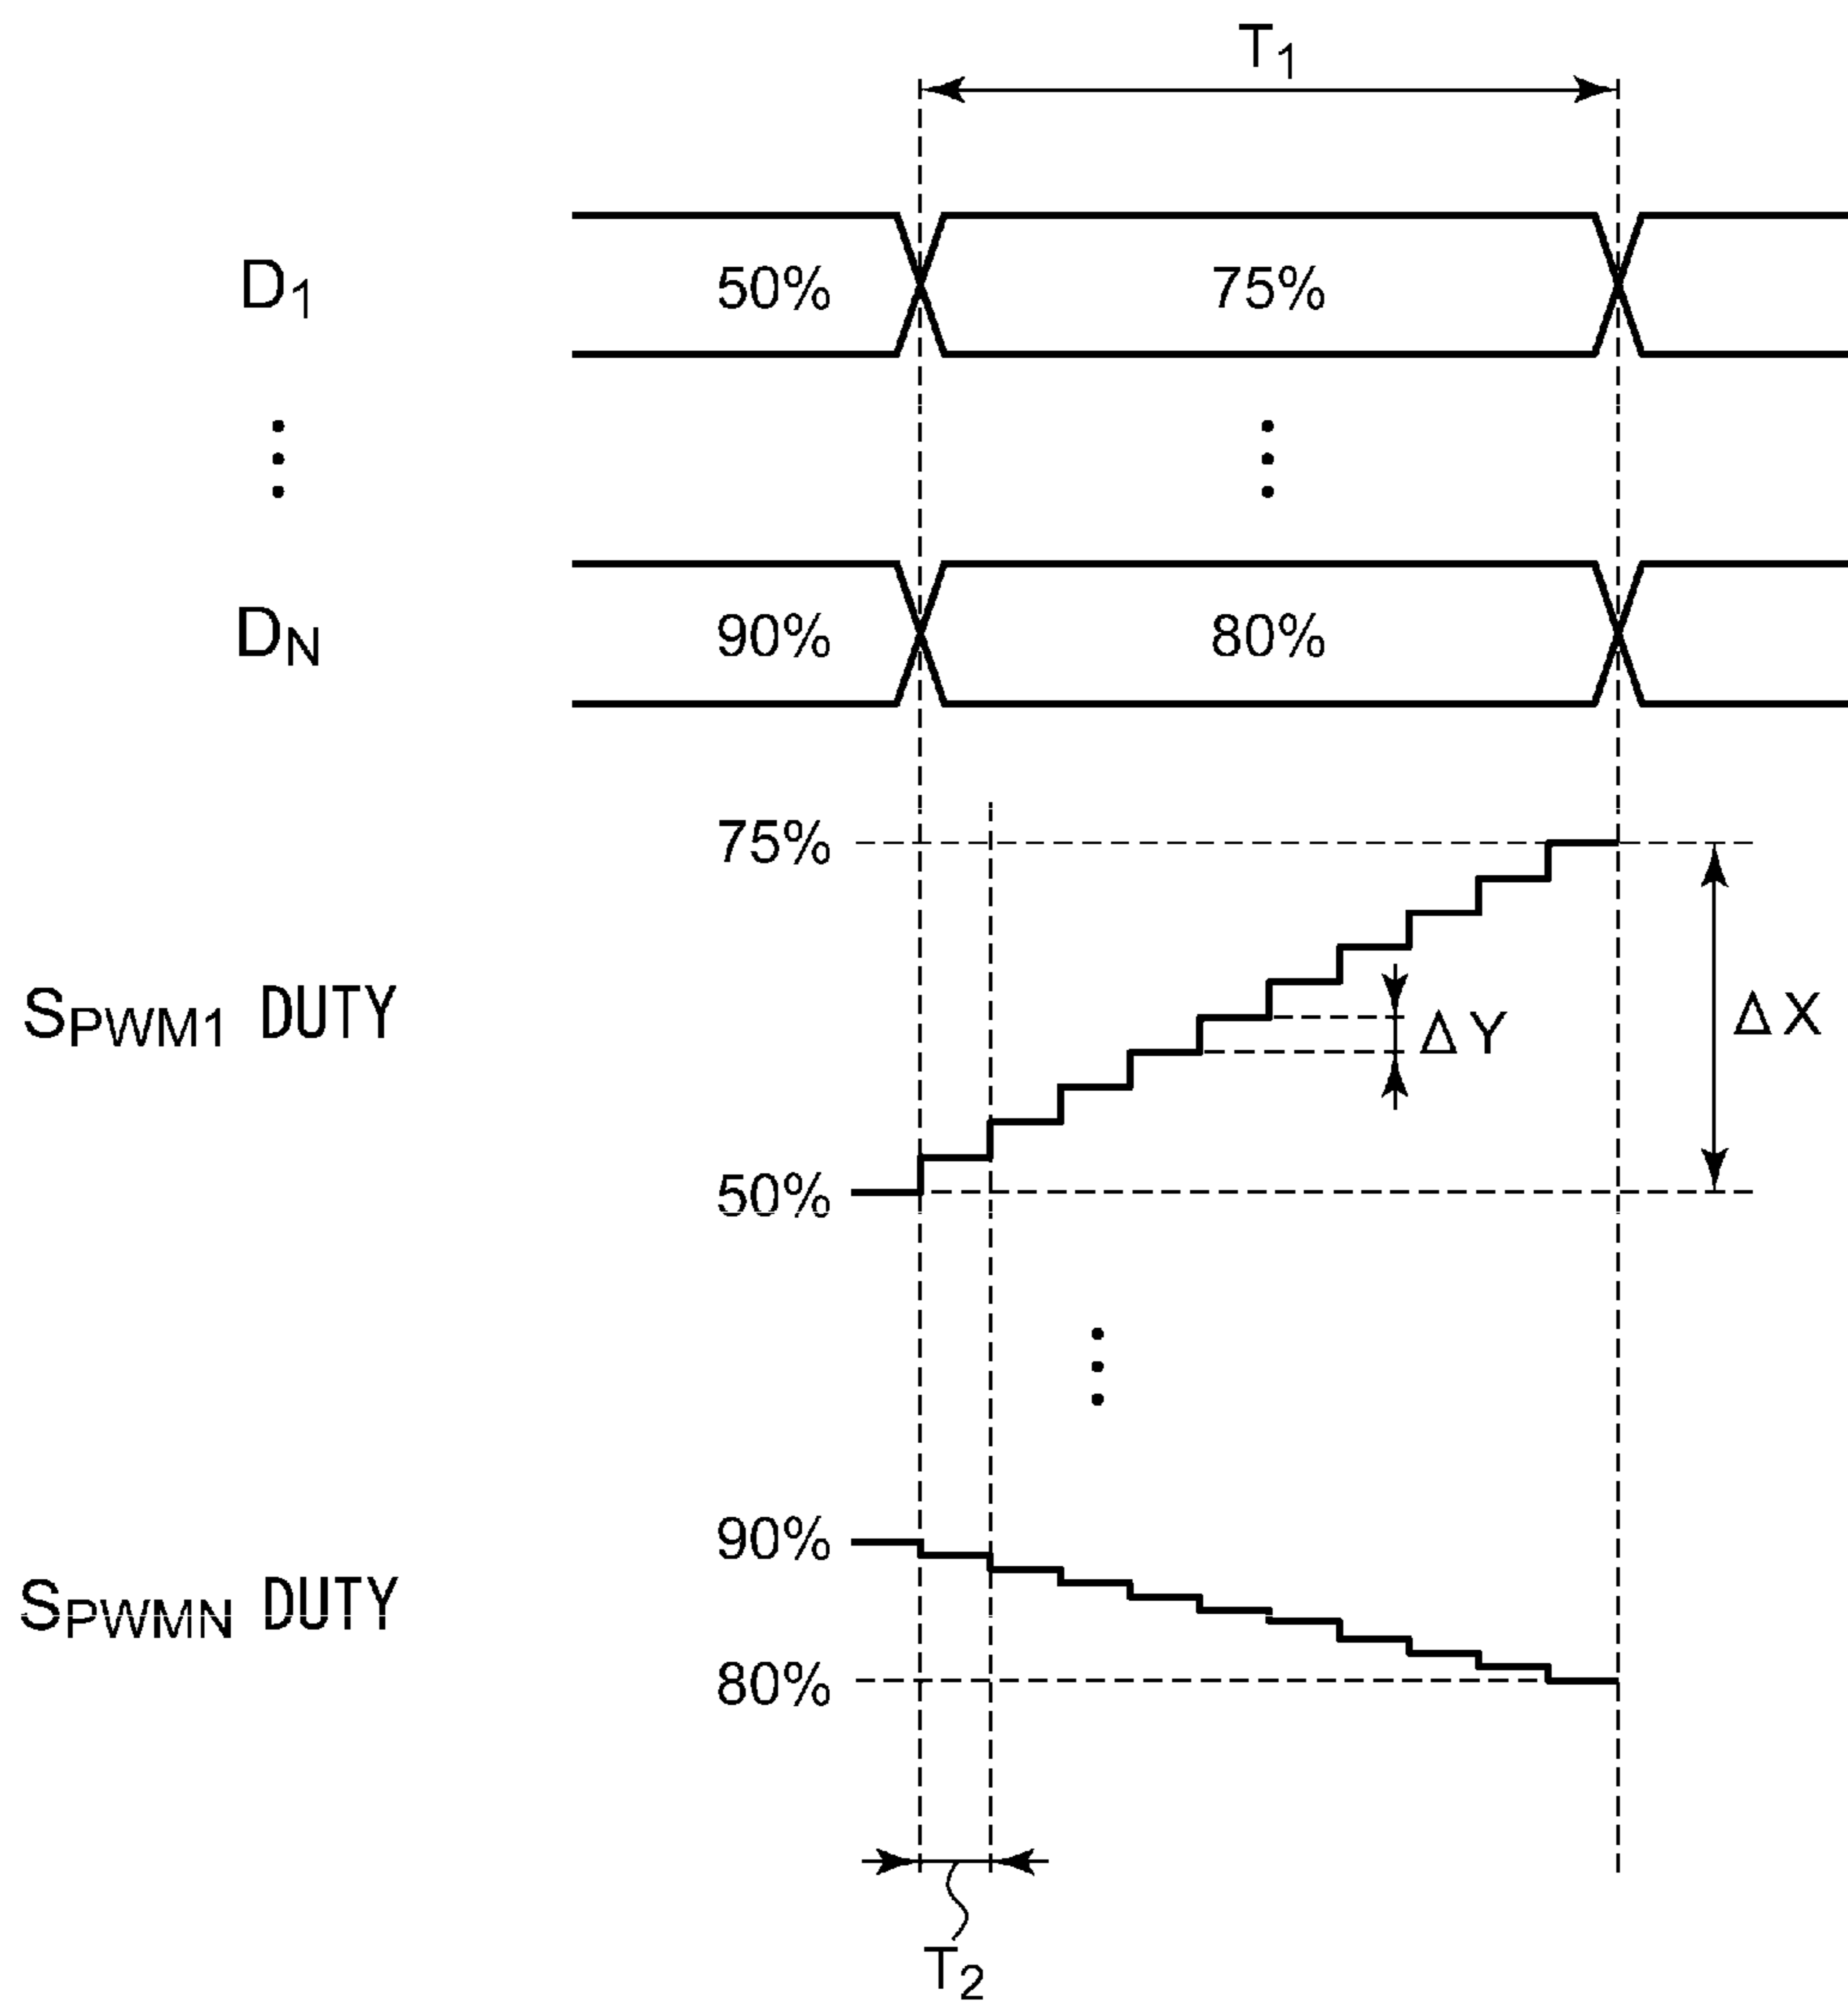 T1
D1 50% 75%
DN 90% 80%
75%
SPWM1 DUTY
ΔY
ΔX
50%
90%
SPWMN DUTY
80%
T2